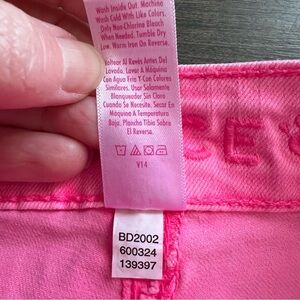 Wash Inside Out. Machine
Wash Cold With Like Colors.
Only Non-Chlorine Bleach
When Needed. Tumble Dry
Low. Warm Iron On Reverse.
Voltear Al Revés Antes Del
Lavado. Lavar A Máquina
Con Agua Fría Y Con Colores
Similares. Usar Solamente
Blanqueador Sin Cloro
Cuando Se Necesite. Secar En
Máquina A Temperatura
Baja. Plancha Tibia Sobre
El Reverso.
V14
BD2002
600324
139397